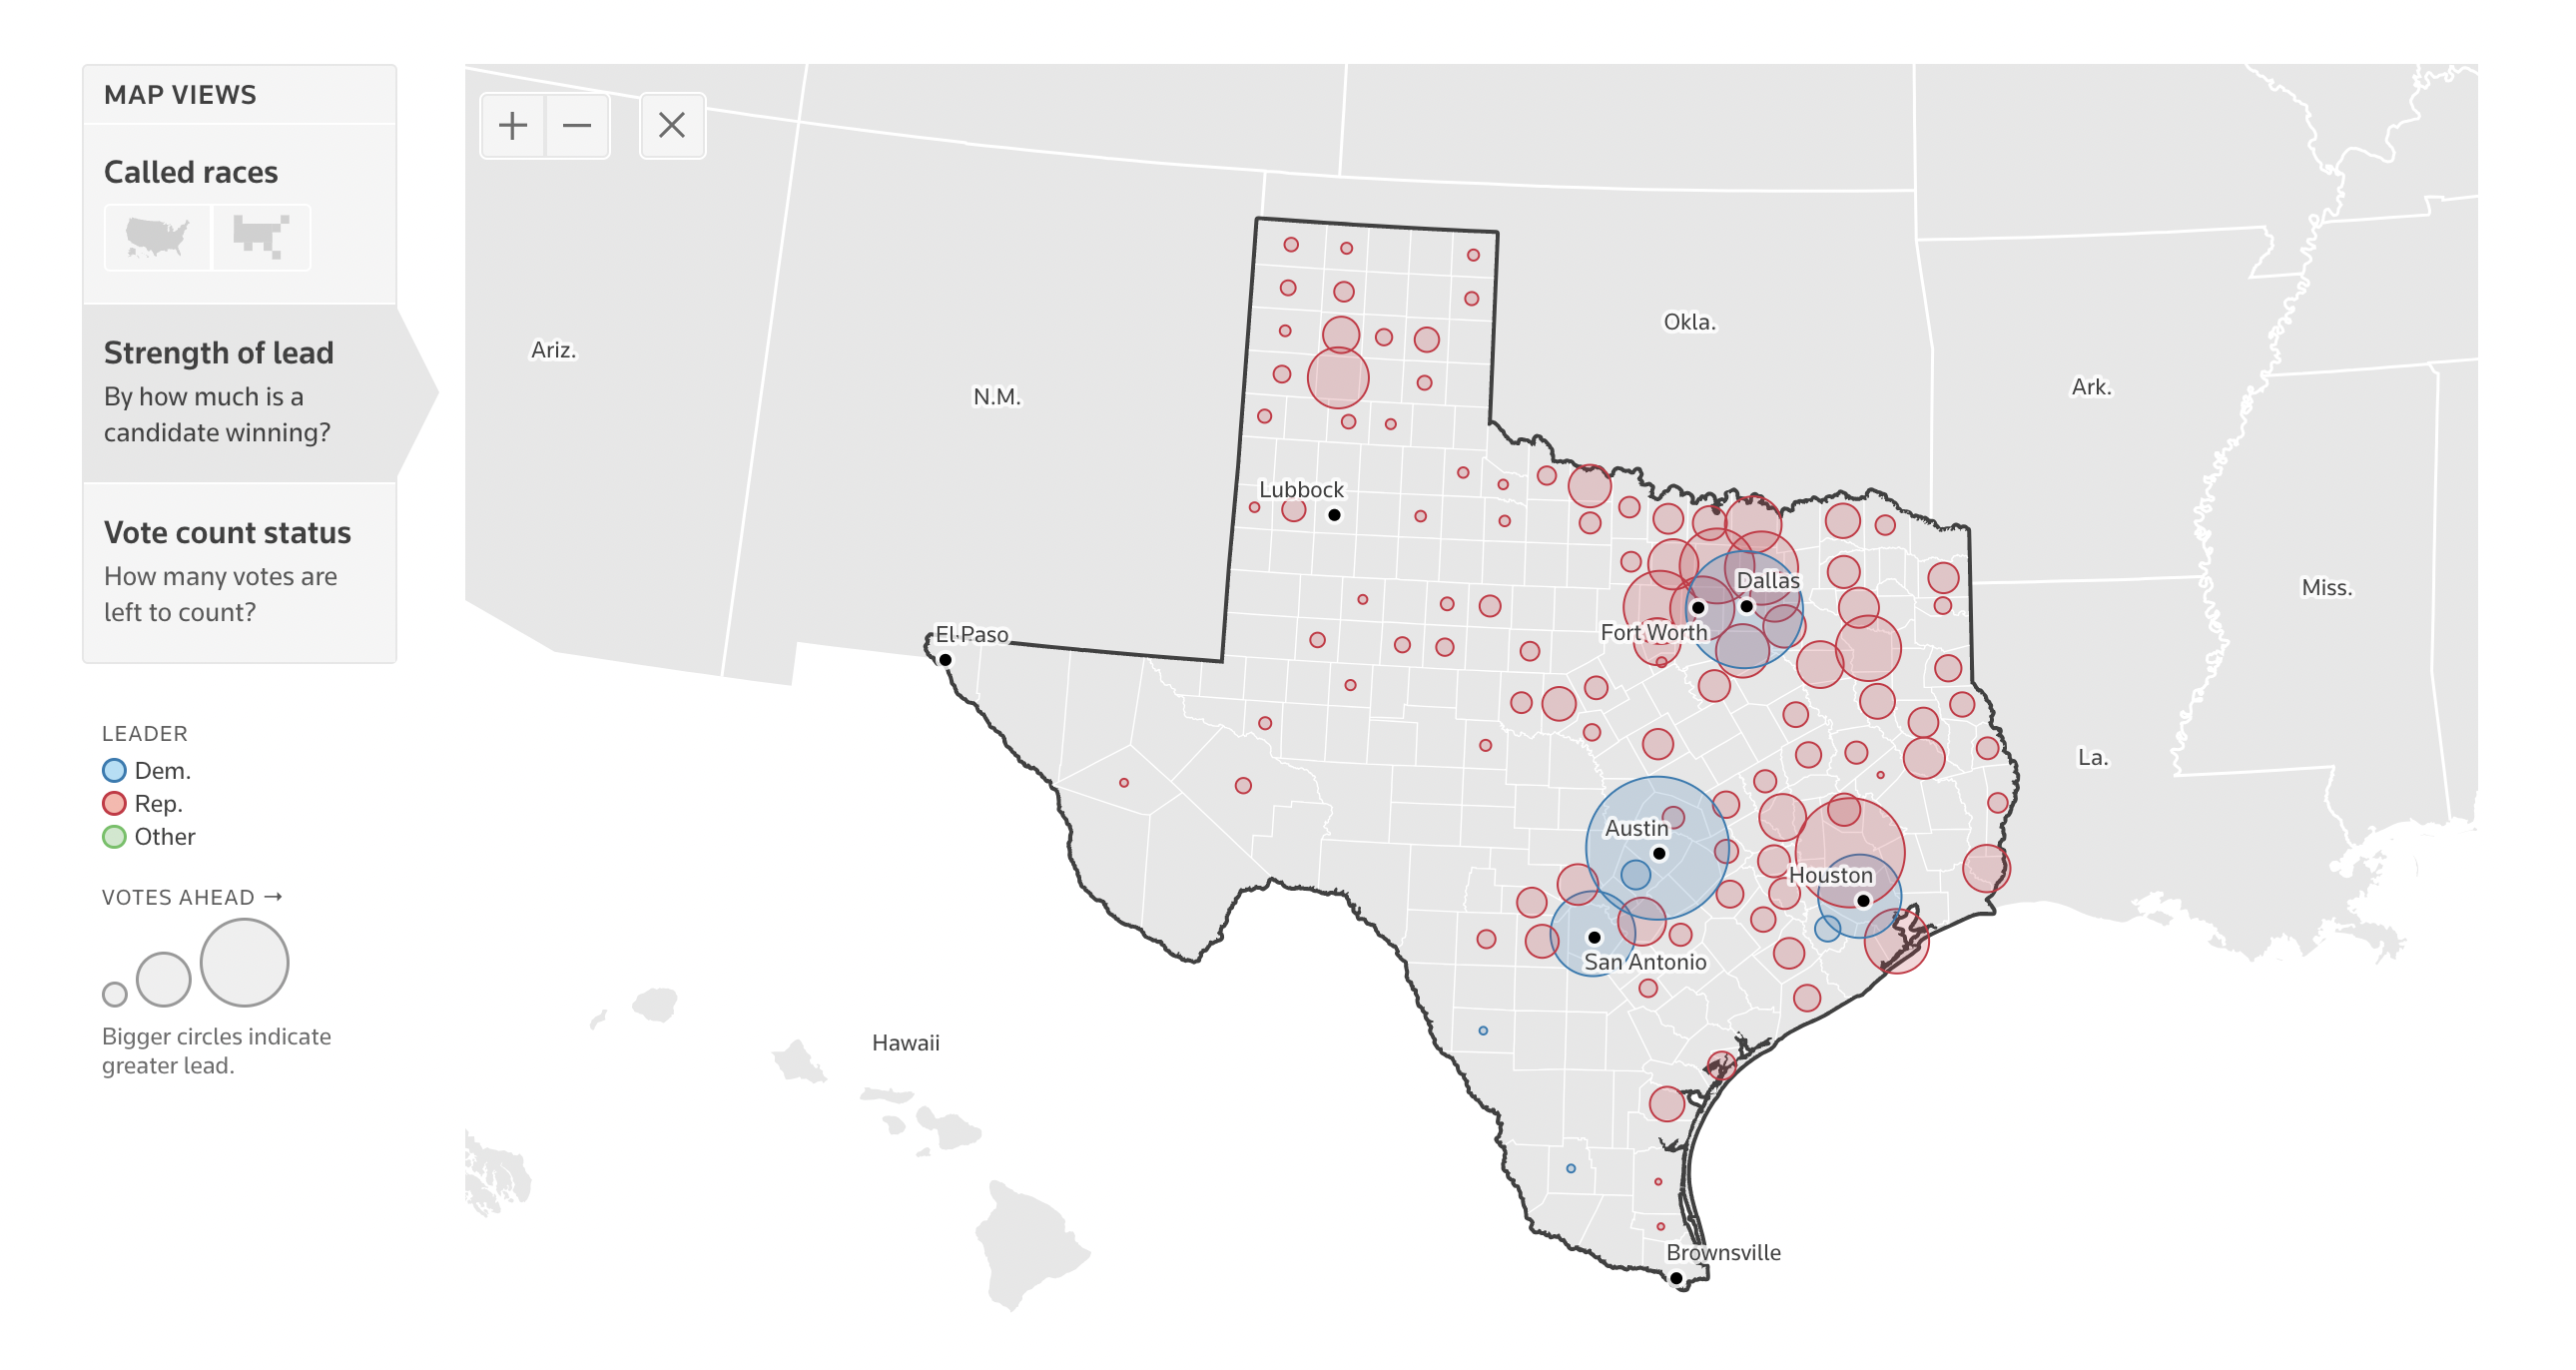 MAP VIEWS
Called races
Strength of lead
By how much is a
candidate winning?
Vote count status
How many votes are
left to count?
LEADER
Dem.
Rep.
Other
VOTES AHEAD →
Bigger circles indicate
greater lead.
Ariz.
N.M.
Okla.
Ark.
Miss.
La.
Lubbock
El Paso
Dallas
Fort Worth
Austin
Houston
San Antonio
Brownsville
Hawaii